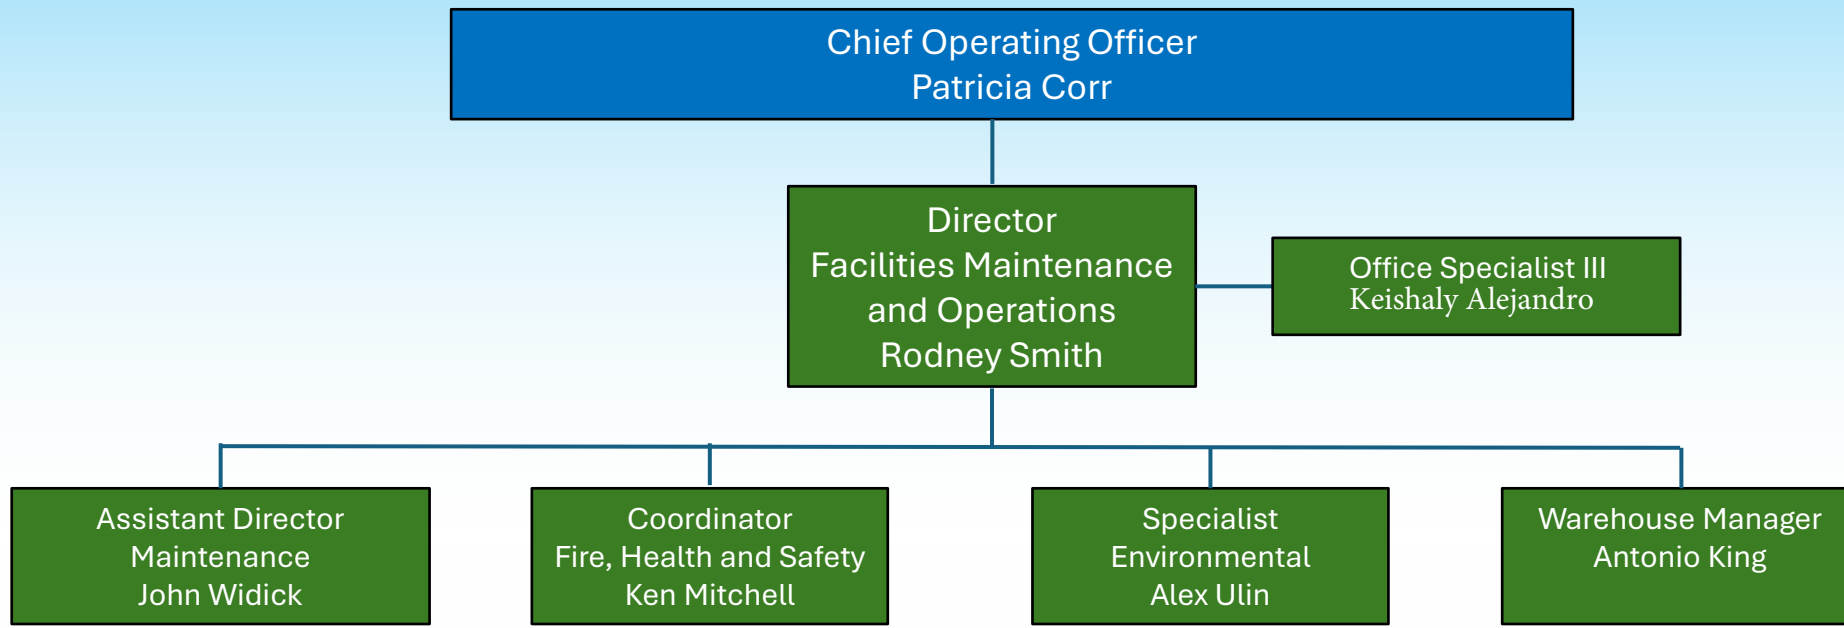 Chief Operating Officer
Patricia Corr
Director
Facilities Maintenance
and Operations
Rodney Smith
Office Specialist III
Keishaly Alejandro
Assistant Director
Maintenance
John Widick
Coordinator
Fire, Health and Safety
Ken Mitchell
Specialist
Environmental
Alex Ulin
Warehouse Manager
Antonio King